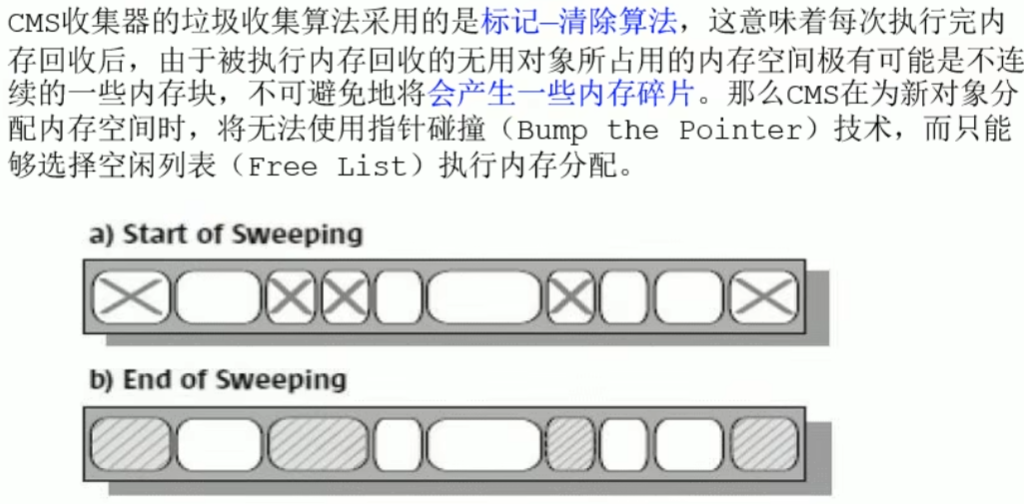 CMS收集器的垃圾收集算法采用的是标记—清除算法，这意味着每次执行完内
存回收后，由于被执行内存回收的无用对象所占用的内存空间极有可能是不连
续的一些内存块，不可避免地将会产生一些内存碎片。那么CMS在为新对象分
配内存空间时，将无法使用指针碰撞（Bump the Pointer）技术，而只能
够选择空闲列表（Free List）执行内存分配。
a) Start of Sweeping
b) End of Sweeping